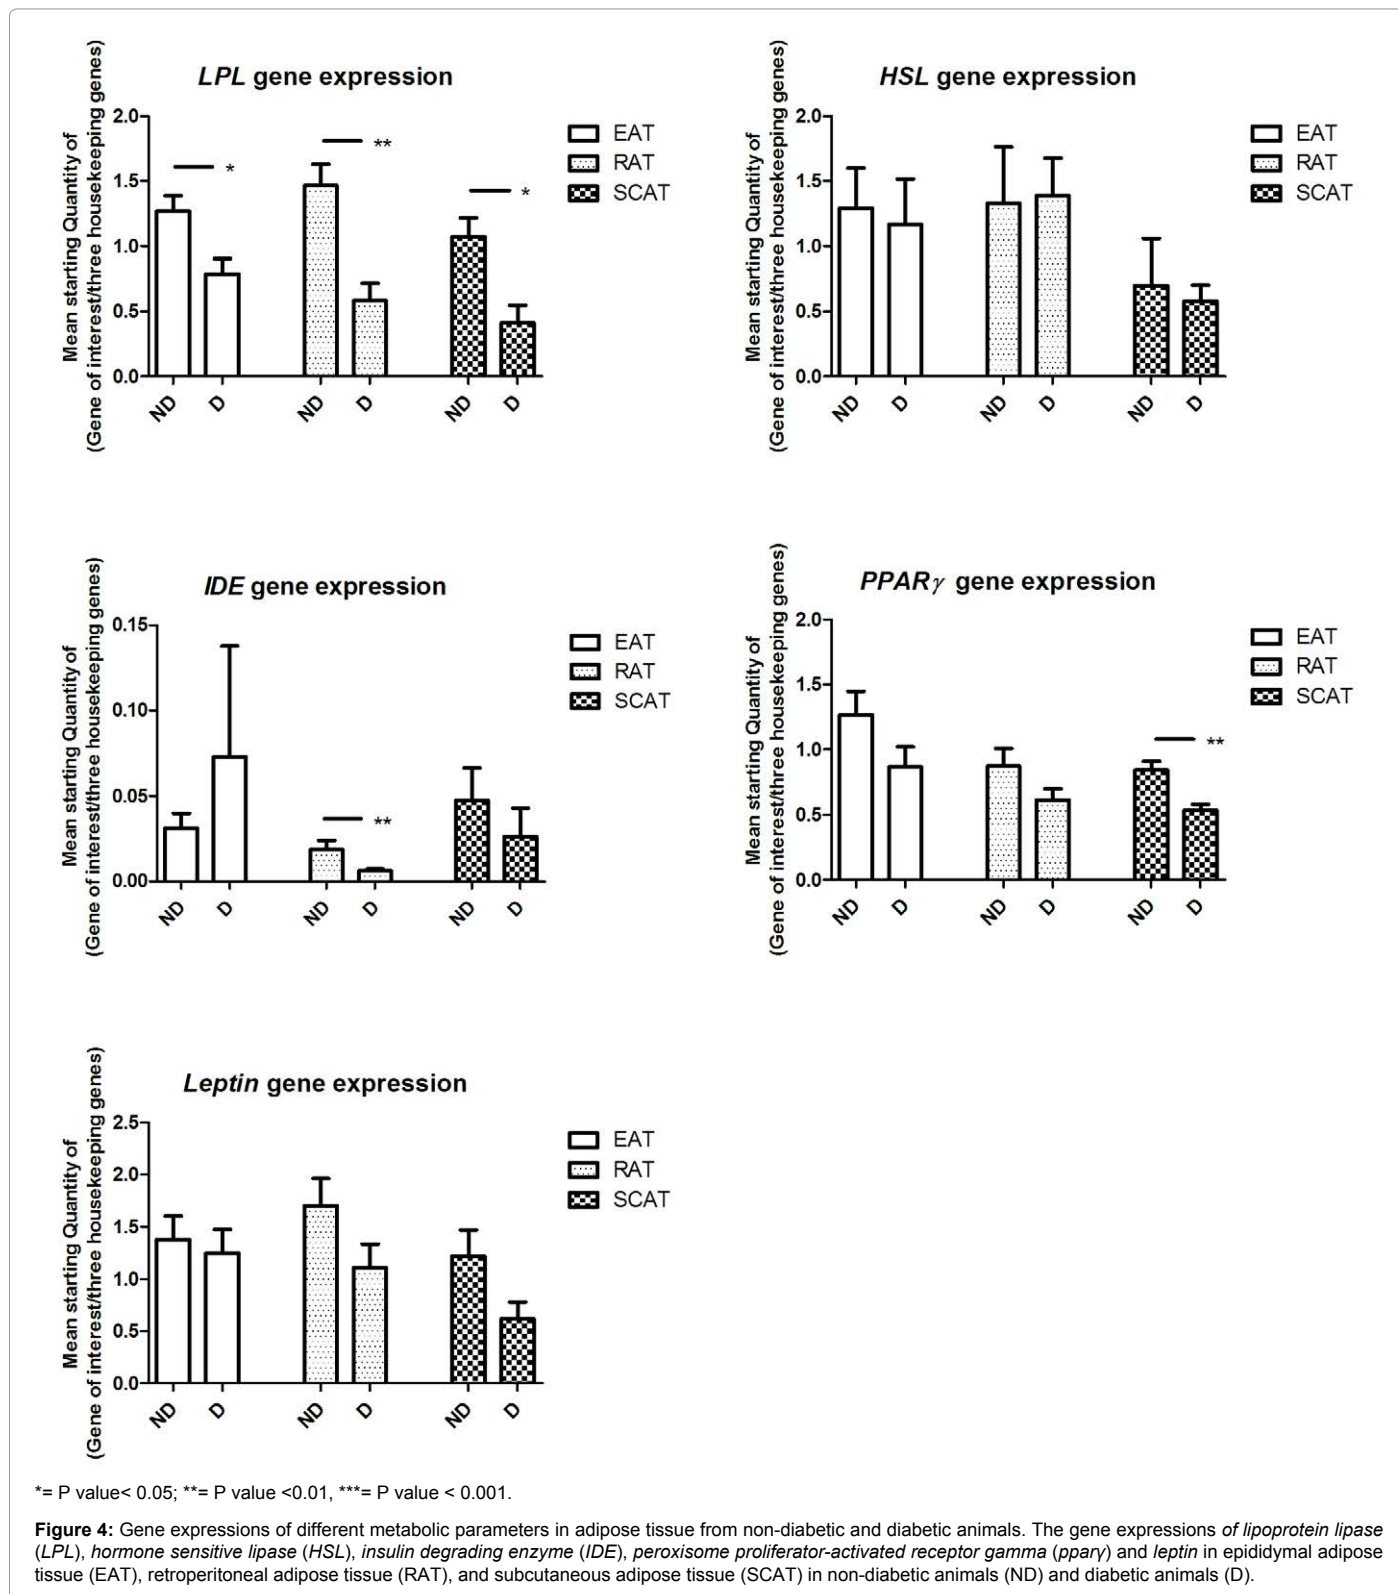 LPL gene expression
Mean starting Quantity of
(Gene of interest/three housekeeping genes)
2.0
1.5
1.0
0.5
0.0
*
**
*
ND
D
ND
D
ND
D
EAT
RAT
SCAT
HSL gene expression
Mean starting Quantity of
(Gene of interest/three housekeeping genes)
2.0
1.5
1.0
0.5
0.0
ND
D
ND
D
ND
D
EAT
RAT
SCAT
IDE gene expression
Mean starting Quantity of
(Gene of interest/three housekeeping genes)
0.15
0.10
0.05
0.00
**
ND
D
ND
D
ND
D
EAT
RAT
SCAT
PPARγ gene expression
Mean starting Quantity of
(Gene of interest/three housekeeping genes)
2.0
1.5
1.0
0.5
0.0
**
ND
D
ND
D
ND
D
EAT
RAT
SCAT
Leptin gene expression
Mean starting Quantity of
(Gene of interest/three housekeeping genes)
2.5
2.0
1.5
1.0
0.5
0.0
ND
D
ND
D
ND
D
EAT
RAT
SCAT
*= P value< 0.05; **= P value <0.01, ***= P value < 0.001.
Figure 4: Gene expressions of different metabolic parameters in adipose tissue from non-diabetic and diabetic animals. The gene expressions of lipoprotein lipase
(LPL), hormone sensitive lipase (HSL), insulin degrading enzyme (IDE), peroxisome proliferator-activated receptor gamma (pparγ) and leptin in epididymal adipose
tissue (EAT), retroperitoneal adipose tissue (RAT), and subcutaneous adipose tissue (SCAT) in non-diabetic animals (ND) and diabetic animals (D).